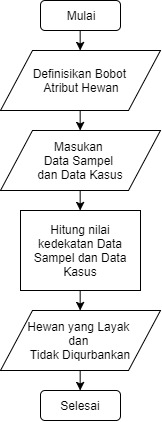 Mulai
Definisikan Bobot
Atribut Hewan
Masukan
Data Sampel
dan Data Kasus
Hitung nilai
kedekatan Data
Sampel dan Data
Kasus
Hewan yang Layak
dan
Tidak Diqurbankan
Selesai